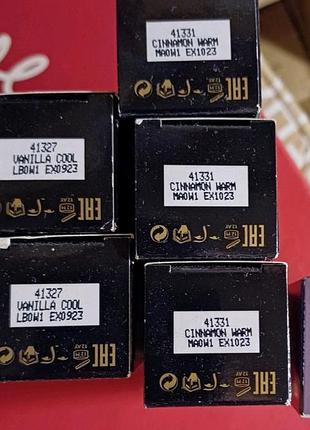 41331
CINNAMON WARM
MA0W1 EX1023
41327
VANILLA COOL
LB0W1 EX0923
41331
CINNAMON WARM
MA0W1 EX1023
41327
VANILLA COOL
LB0W1 EX0923
41331
CINNAMON WARM
MA0W1 EX1023